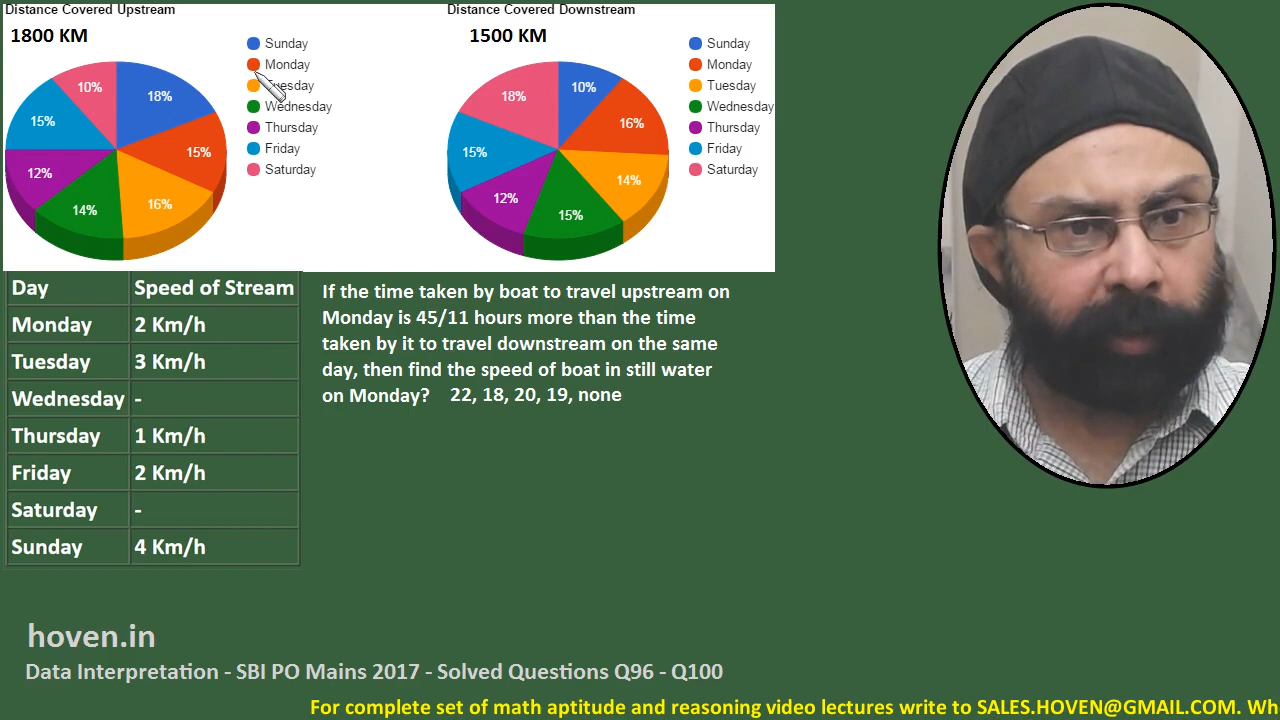 Distance Covered Upstream
1800 KM
18%
15%
16%
14%
12%
15%
10%
Sunday
Monday
Wednesday
Thursday
Friday
Saturday
Distance Covered Downstream
1500 KM
10%
16%
14%
15%
12%
15%
18%
Sunday
Monday
Tuesday
Wednesday
Thursday
Friday
Saturday
Day Speed of Stream
Monday 2 Km/h
Tuesday 3 Km/h
Wednesday -
Thursday 1 Km/h
Friday 2 Km/h
Saturday -
Sunday 4 Km/h
If the time taken by boat to travel upstream on
Monday is 45/11 hours more than the time
taken by it to travel downstream on the same
day, then find the speed of boat in still water
on Monday? 22, 18, 20, 19, none
hoven.in
Data Interpretation - SBI PO Mains 2017 - Solved Questions Q96 - Q100
For complete set of math aptitude and reasoning video lectures write to SALES.HOVEN@GMAIL.COM. Wh